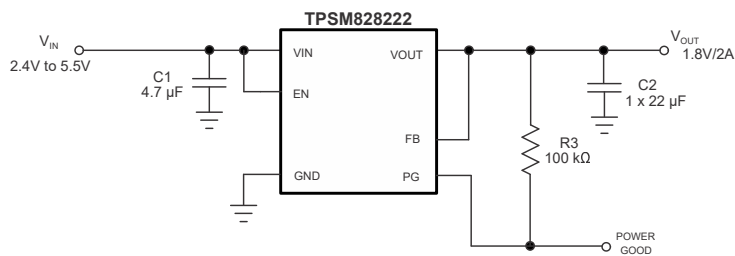 TPSM828222
VIN
2.4V to 5.5V
C1
4.7 µF
VIN
EN
GND
VOUT
FB
PG
VOUT
1.8V/2A
C2
1 x 22 µF
R3
100 kΩ
POWER
GOOD